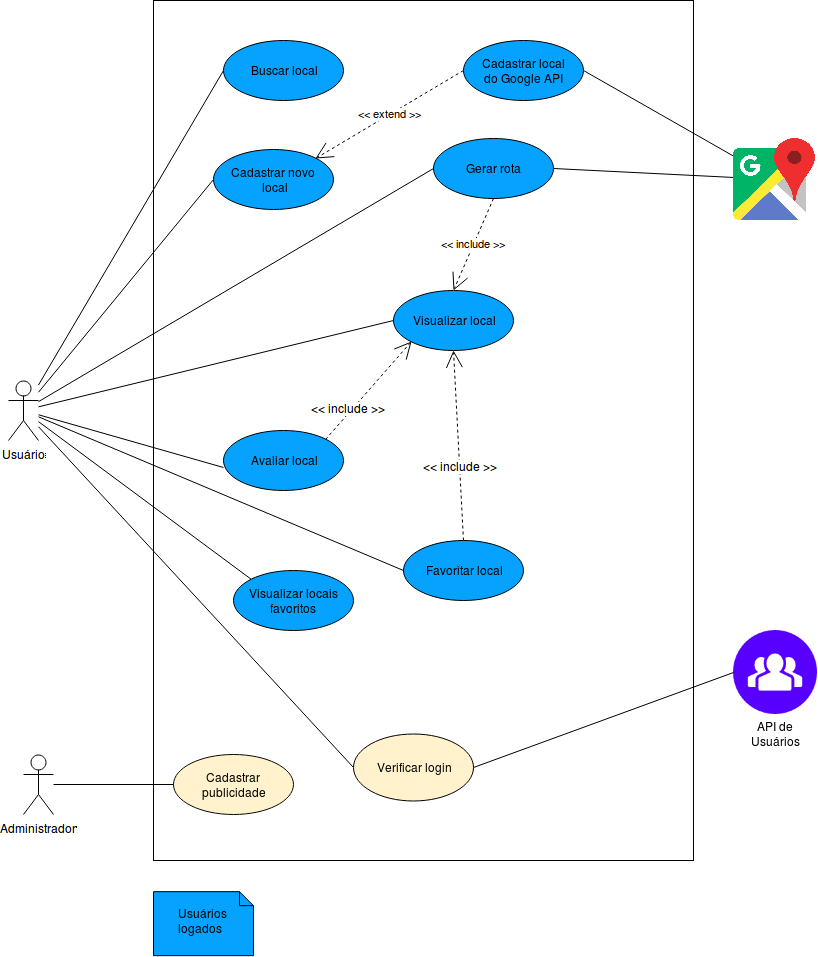 Buscar local
Cadastrar local
do Google API
<< extend >>
Cadastrar novo
local
Gerar rota
G
<< include >>
Visualizar local
<< include >>
Usuário
Avaliar local
<< include >>
Favoritar local
Visualizar locais
favoritos
API de
Usuários
Verificar login
Cadastrar
publicidade
Administrador
Usuários
logados